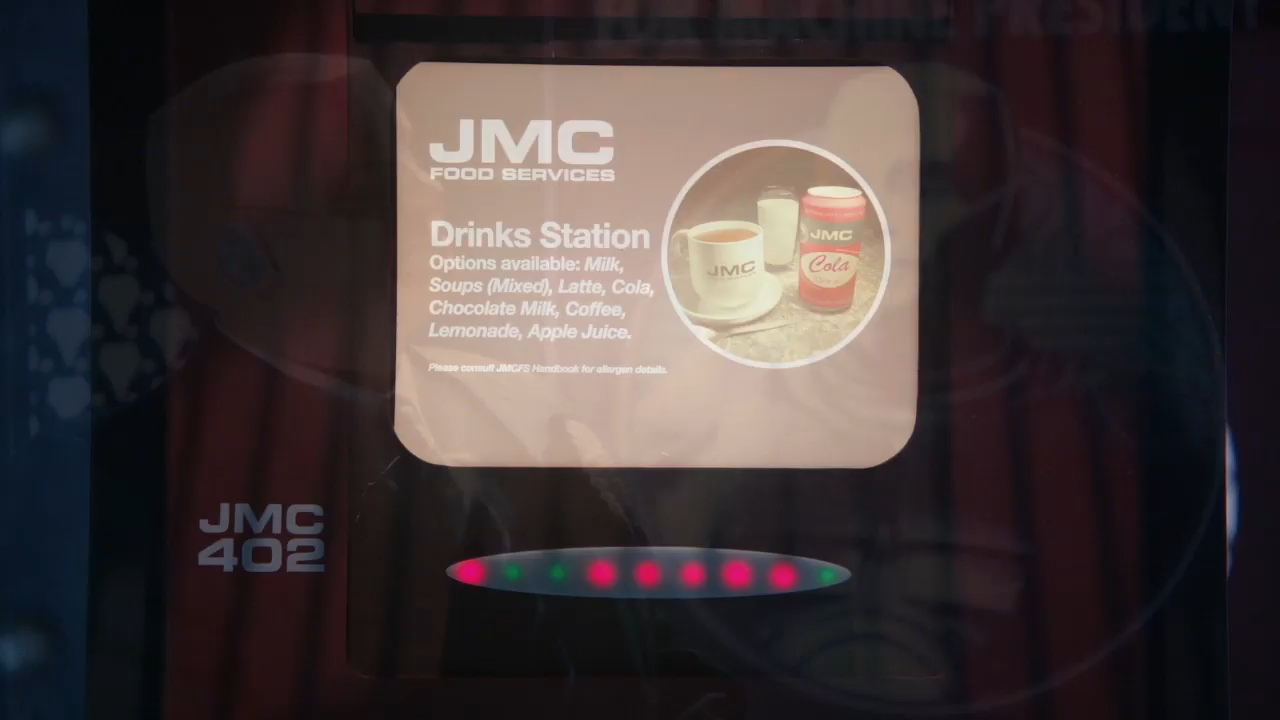 PRESIDENT
JMC
FOOD SERVICES
Drinks Station
Options available: Milk,
Soups (Mixed), Latte, Cola,
Chocolate Milk, Coffee,
Lemonade, Apple Juice.
Please consult JMCFS Handbook for allergen details.
JMC
JMC
Cola
JMC
402